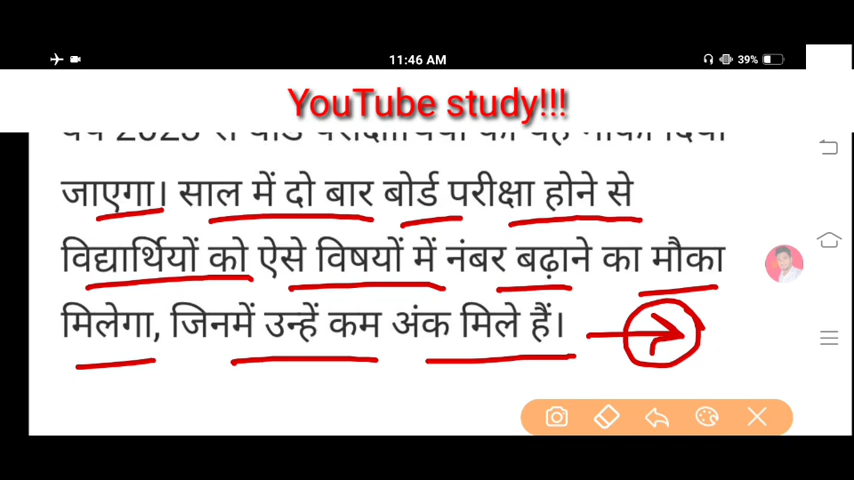 11:46 AM
39%
YouTube study!!!
जाएगा। साल में दो बार बोर्ड परीक्षा होने से
विद्यार्थियों को ऐसे विषयों में नंबर बढ़ाने का मौका
मिलेगा, जिनमें उन्हें कम अंक मिले हैं।